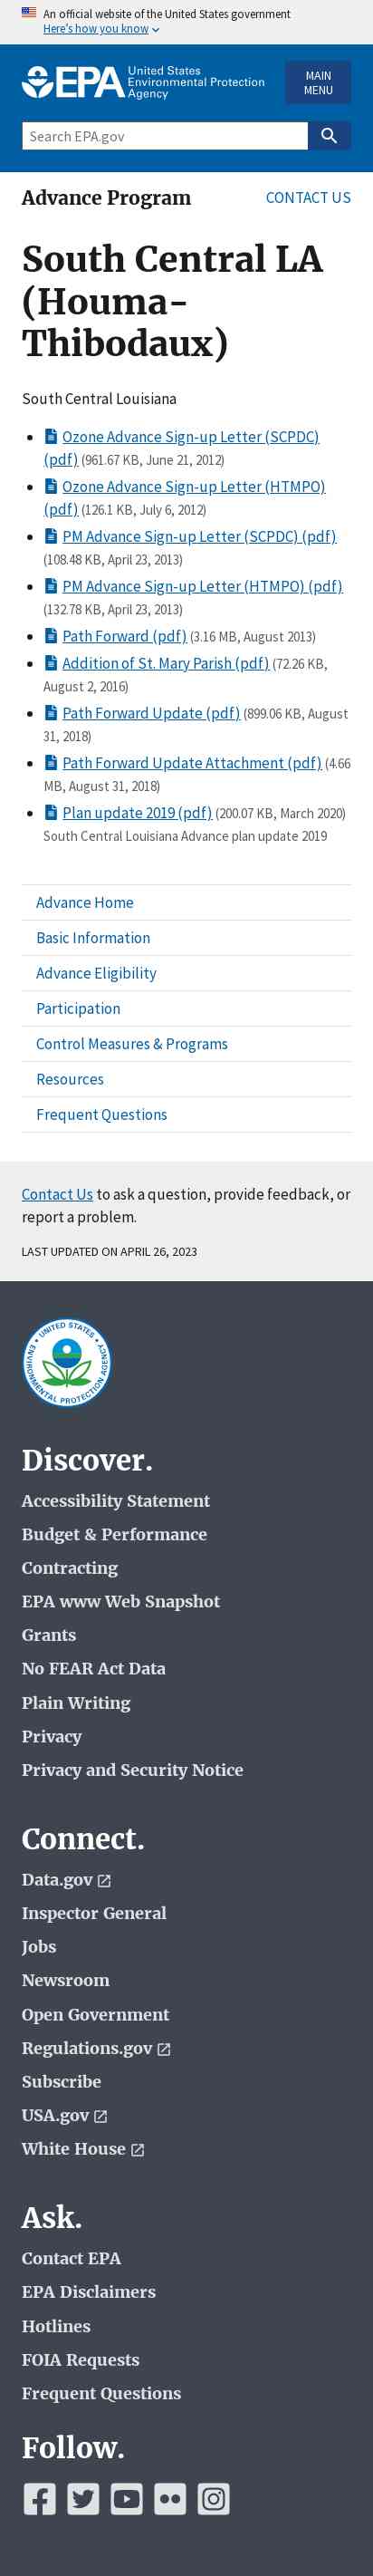 An official website of the United States government
Here's how you know
EPA United States
Environmental Protection
Agency
MAIN
MENU
Search EPA.gov
Advance Program
CONTACT US
South Central LA
(Houma-
Thibodaux)
South Central Louisiana
Ozone Advance Sign-up Letter (SCPDC)
(pdf) (961.67 KB, June 21, 2012)
Ozone Advance Sign-up Letter (HTMPO)
(pdf) (126.1 KB, July 6, 2012)
PM Advance Sign-up Letter (SCPDC) (pdf)
(108.48 KB, April 23, 2013)
PM Advance Sign-up Letter (HTMPO) (pdf)
(132.78 KB, April 23, 2013)
Path Forward (pdf) (3.16 MB, August 2013)
Addition of St. Mary Parish (pdf) (72.26 KB,
August 2, 2016)
Path Forward Update (pdf) (899.06 KB, August
31, 2018)
Path Forward Update Attachment (pdf) (4.66
MB, August 31, 2018)
Plan update 2019 (pdf) (200.07 KB, March 2020)
South Central Louisiana Advance plan update 2019
Advance Home
Basic Information
Advance Eligibility
Participation
Control Measures & Programs
Resources
Frequent Questions
Contact Us to ask a question, provide feedback, or
report a problem.
LAST UPDATED ON APRIL 26, 2023
UNITED STATES
ENVIRONMENTAL PROTECTION AGENCY
Discover.
Accessibility Statement
Budget & Performance
Contracting
EPA www Web Snapshot
Grants
No FEAR Act Data
Plain Writing
Privacy
Privacy and Security Notice
Connect.
Data.gov
Inspector General
Jobs
Newsroom
Open Government
Regulations.gov
Subscribe
USA.gov
White House
Ask.
Contact EPA
EPA Disclaimers
Hotlines
FOIA Requests
Frequent Questions
Follow.